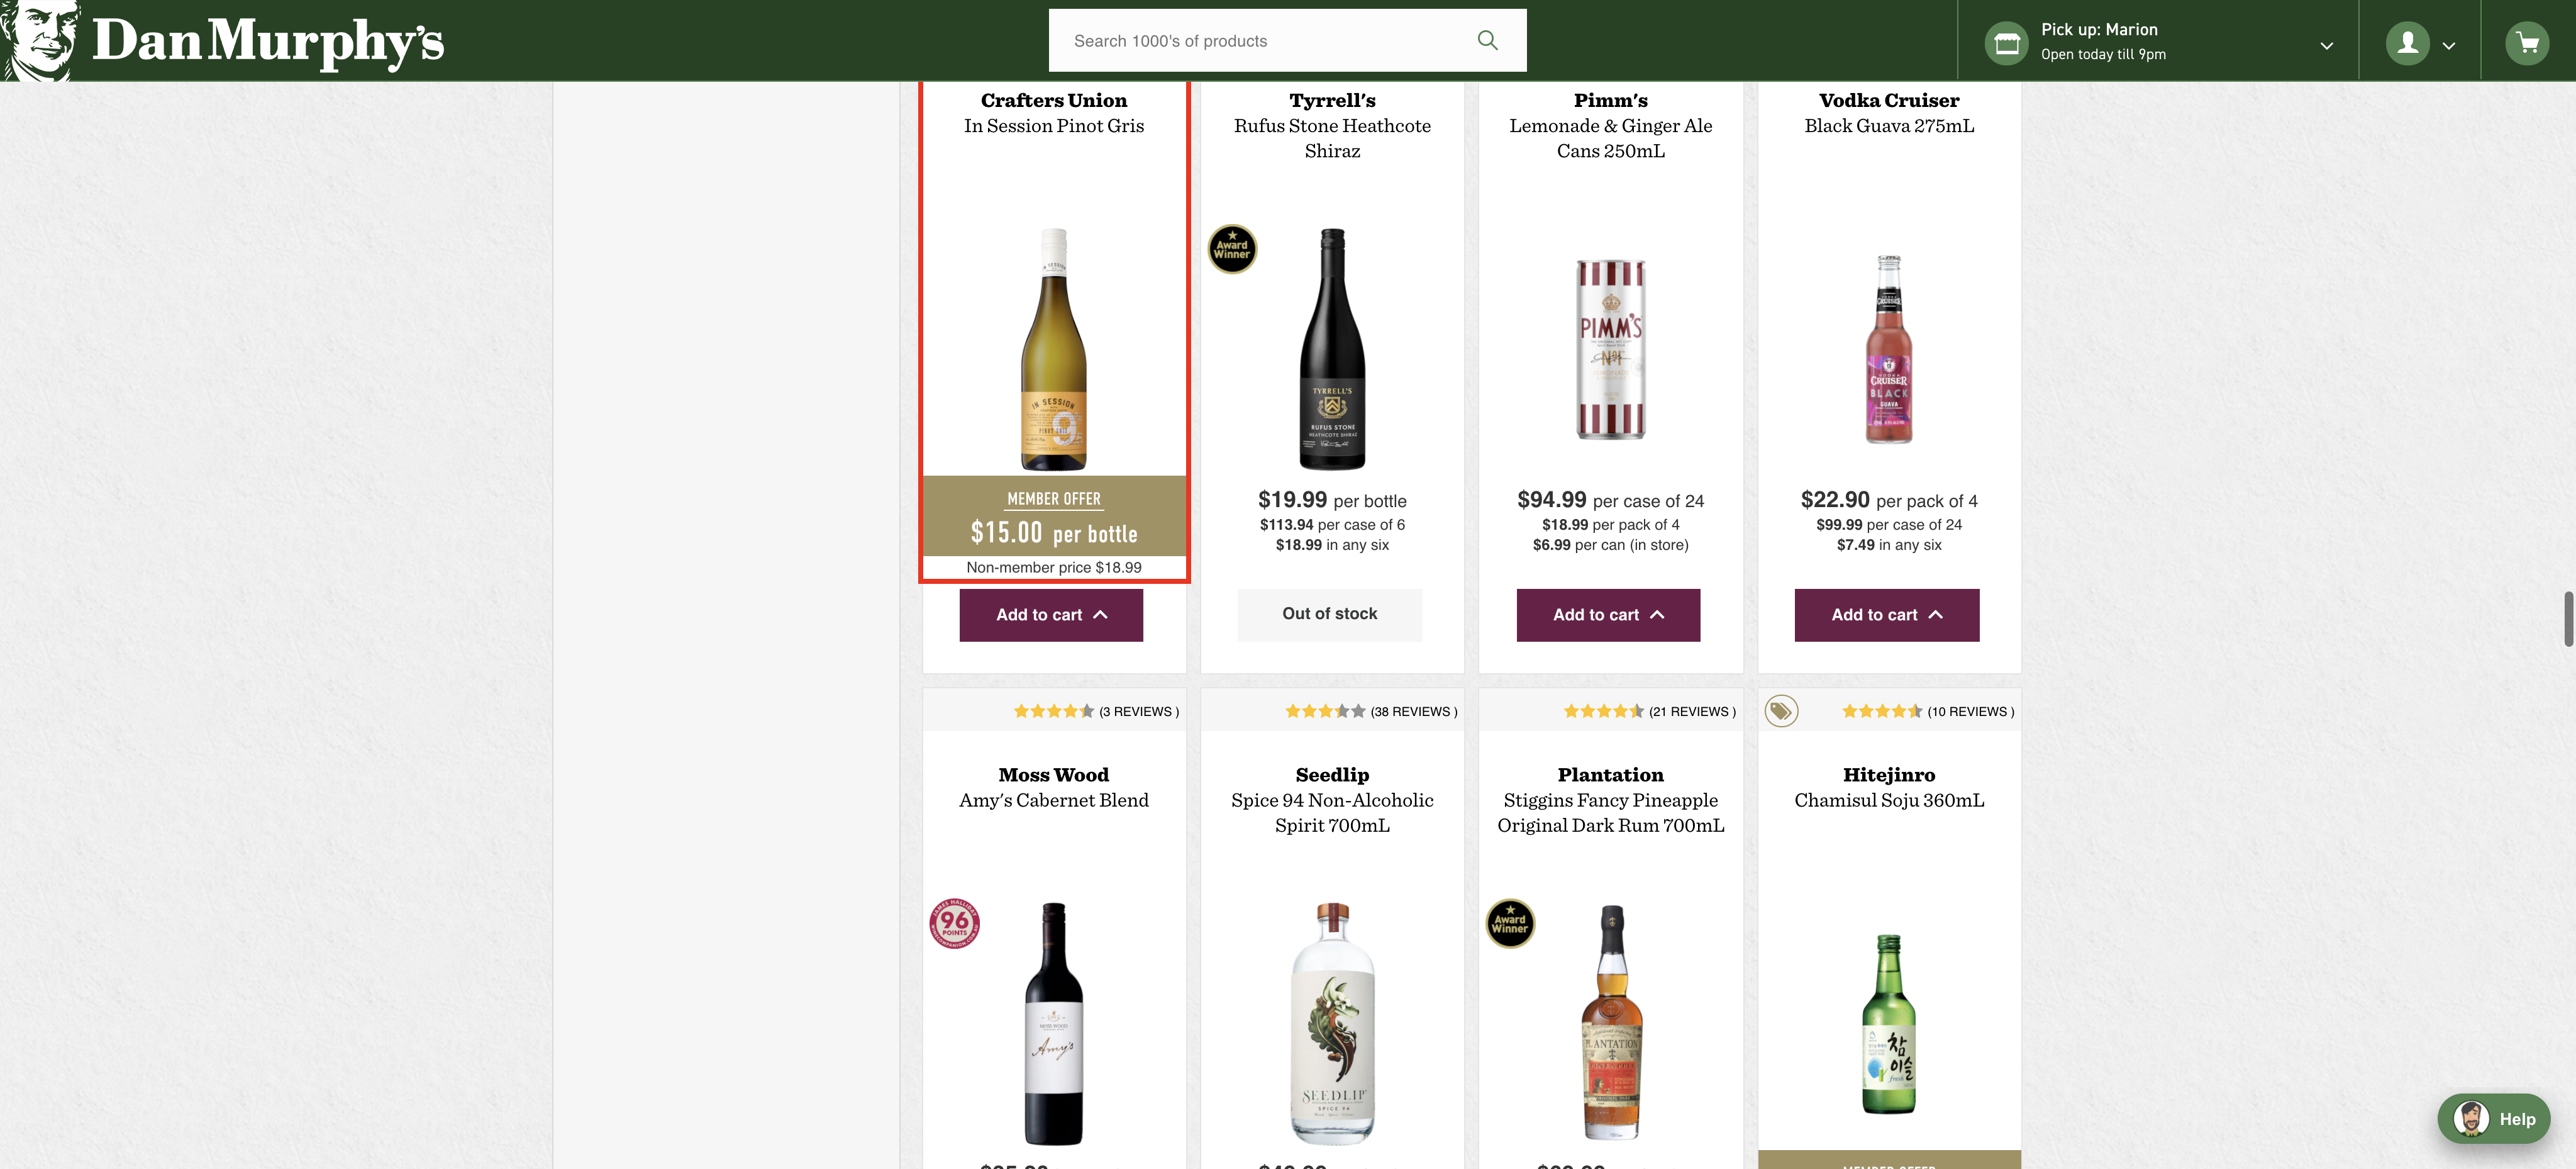 Dan Murphy's
Search 1000's of products
Pick up: Marion
Open today till 9pm
Crafters Union
In Session Pinot Gris
IN SESSION
9
MEMBER OFFER
$15.00 per bottle
Non-member price $18.99
Add to cart
Tyrrell's
Rufus Stone Heathcote
Shiraz
Award
Winner
TYRRELL'S
RUFUS STONE
HEATHCOTE SHIRAZ
$19.99 per bottle
$113.94 per case of 6
$18.99 in any six
Out of stock
Pimm's
Lemonade & Ginger Ale
Cans 250mL
PIMM'S
$94.99 per case of 24
$18.99 per pack of 4
$6.99 per can (in store)
Add to cart
Vodka Cruiser
Black Guava 275mL
CRUISER
VODKA
CRUISER
BLACK
GUAVA
$22.90 per pack of 4
$99.99 per case of 24
$7.49 in any six
Add to cart
(3 REVIEWS )
Moss Wood
Amy's Cabernet Blend
96
POINTS
MOSS WOOD
Amy's
(38 REVIEWS )
Seedlip
Spice 94 Non-Alcoholic
Spirit 700mL
SEEDLIP
SPICE 94
(21 REVIEWS )
Plantation
Stiggins Fancy Pineapple
Original Dark Rum 700mL
Award
Winner
PLANTATION
(10 REVIEWS )
Hitejinro
Chamisul Soju 360mL
참
이슬
fresh
Help